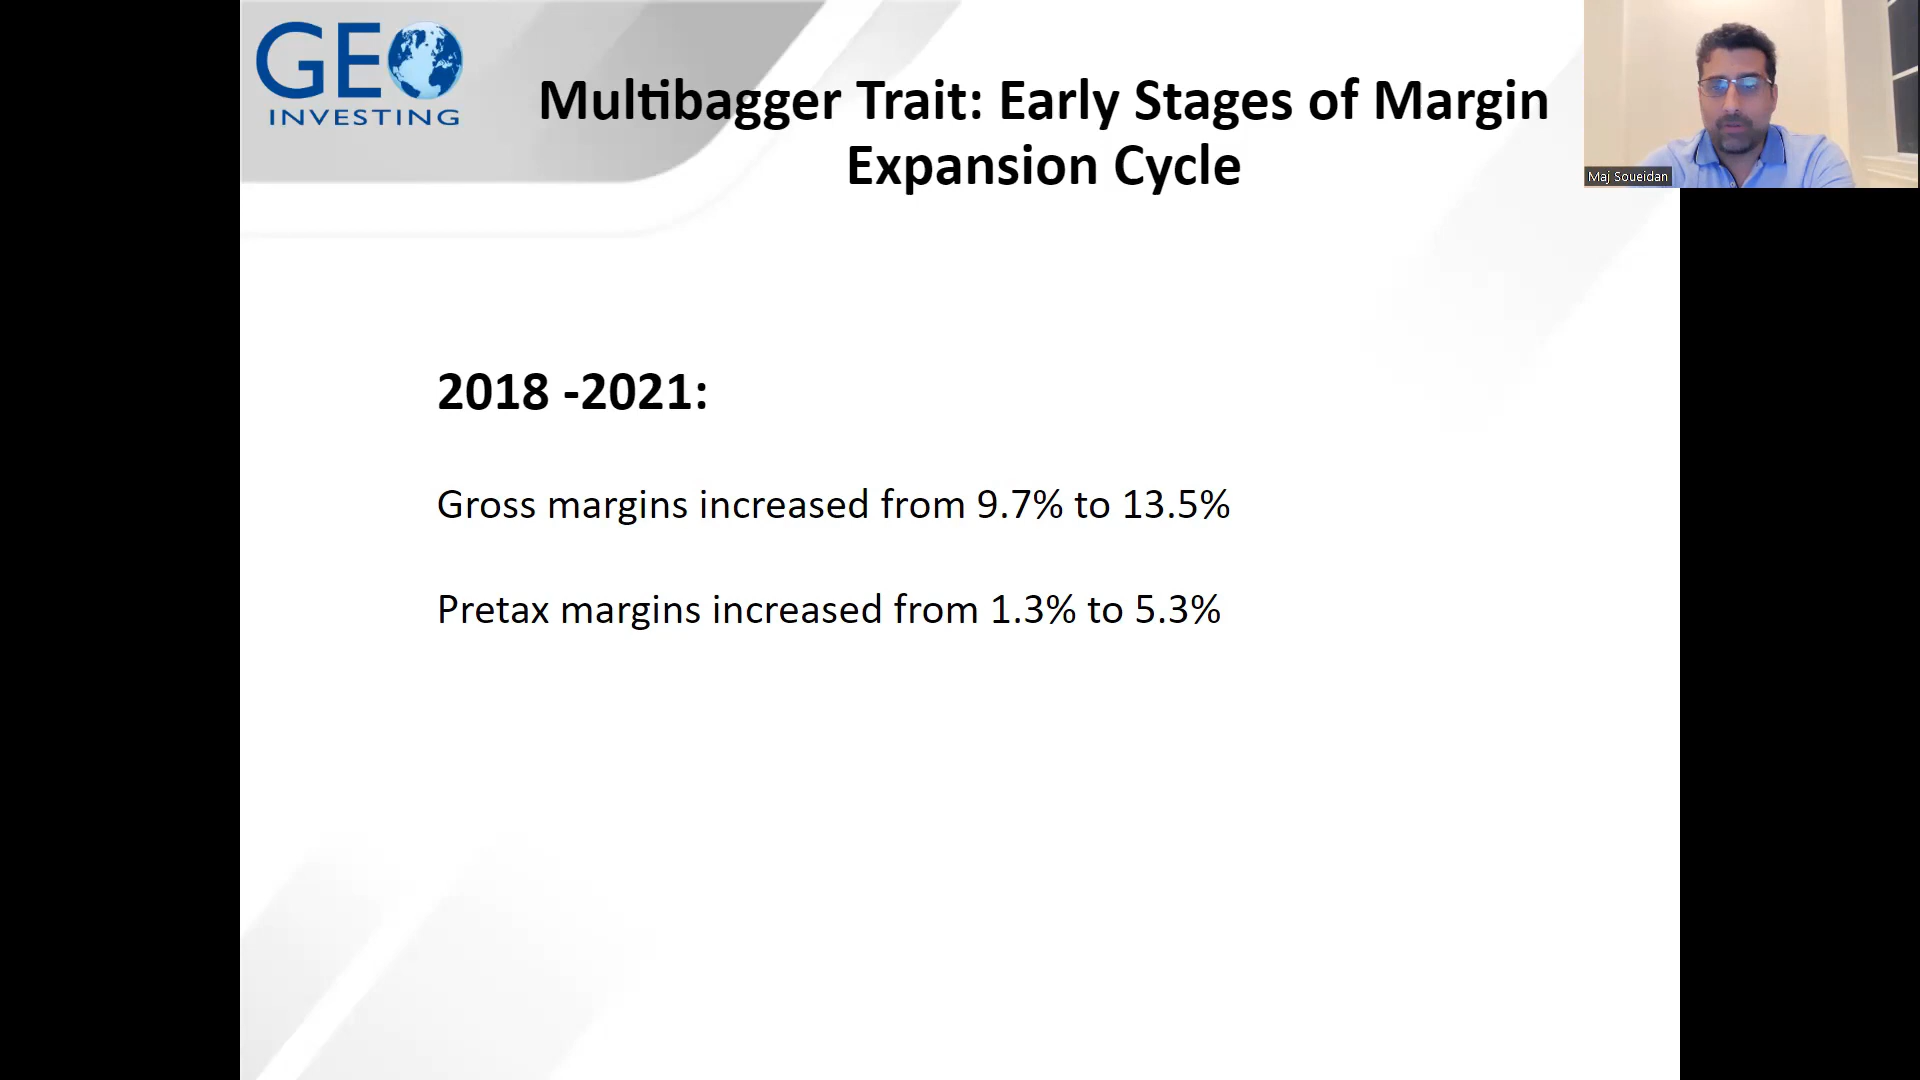 GEO
INVESTING
Multibagger Trait: Early Stages of Margin
Expansion Cycle
Maj Soueidan
2018 -2021:
Gross margins increased from 9.7% to 13.5%
Pretax margins increased from 1.3% to 5.3%